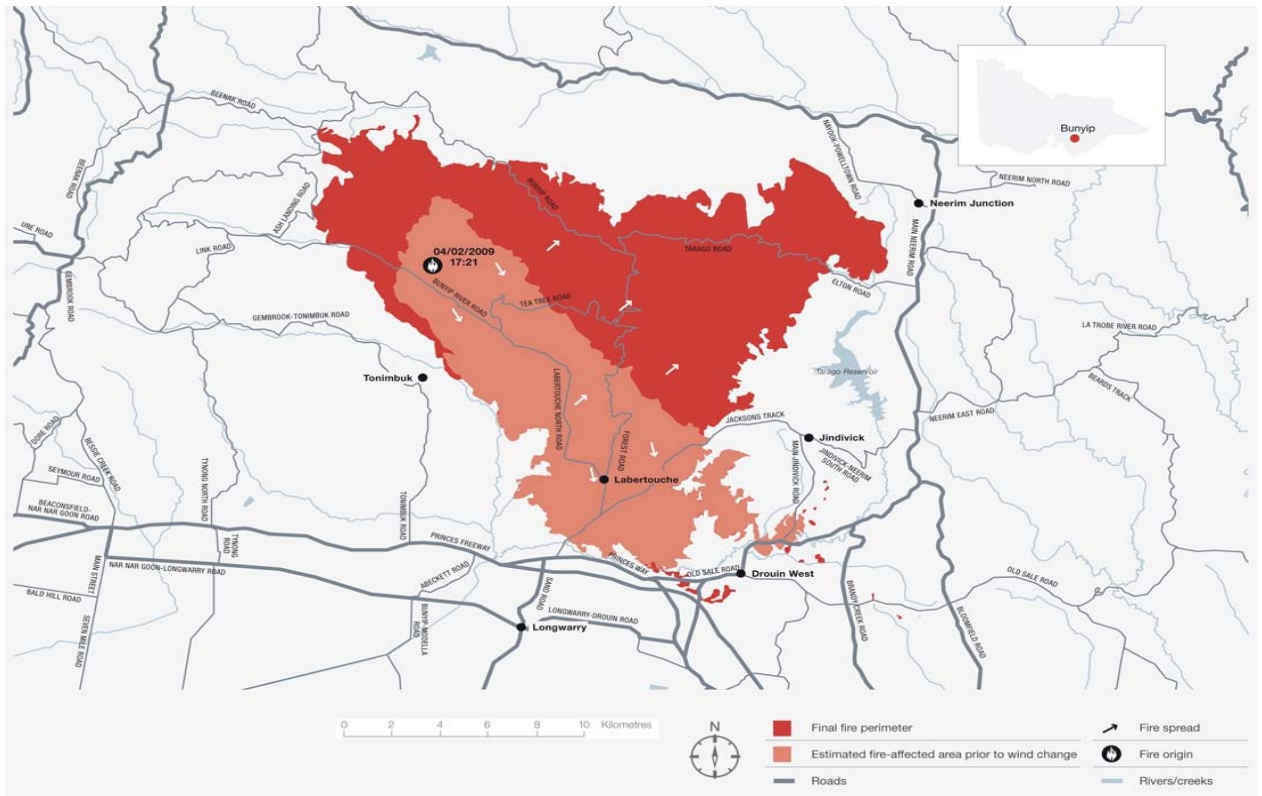 BEENAK ROAD
NAYOOK-POWELLTOWN ROAD
Bunyip
BEENAK ROAD
ASH LANDING ROAD
BUNYIP ROAD
NEERIM NORTH ROAD
Neerim Junction
URE ROAD
LINK ROAD
04/02/2009
17:21
TARAGO ROAD
MAIN NEERIM ROAD
GEMBROOK ROAD
BUNYIP RIVER ROAD
TEA TREE ROAD
ELTON ROAD
GEMBROOK-TONIMBUK ROAD
LA TROBE RIVER ROAD
Tonimbuk
Tarago Reservoir
BEARDS TRACK
LABERTOUCHE NORTH ROAD
JACKSONS TRACK
NEERIM EAST ROAD
DORE ROAD
BESSIE CREEK ROAD
FOREST ROAD
Jindivick
MAIN-JINDIVICK ROAD
JINDIVICK-NEERIM
SOUTH ROAD
SEYMOUR ROAD
TYNONG NORTH ROAD
Labertouche
BEACONSFIELD-
NAR NAR GOON ROAD
TONIMBUK ROAD
TYNONG
ROAD
PRINCES FREEWAY
PRINCES WAY
MAIN STREET
NAR NAR GOON-LONGWARRY ROAD
ABECKETT ROAD
OLD SALE ROAD
Drouin West
OLD SALE ROAD
BALD HILL ROAD
SEVEN MILE ROAD
BUNYIP-MODELLA
ROAD
SAND ROAD
LONGWARRY-DROUIN ROAD
BRANDY CREEK ROAD
BLOOMFIELD ROAD
Longwarry
0 2 4 6 8 10 Kilometres
N
Final fire perimeter
Fire spread
Estimated fire-affected area prior to wind change
Fire origin
Roads
Rivers/creeks